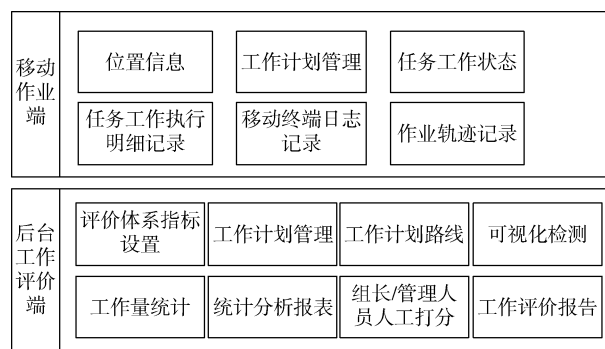 移动
作业
端
位置信息
工作计划管理
任务工作状态
任务工作执行
明细记录
移动终端日志
记录
作业轨迹记录
后台
工作
评价
端
评价体系指标
设置
工作计划管理
工作计划路线
可视化检测
工作量统计
统计分析报表
组长/管理人
员人工打分
工作评价报告